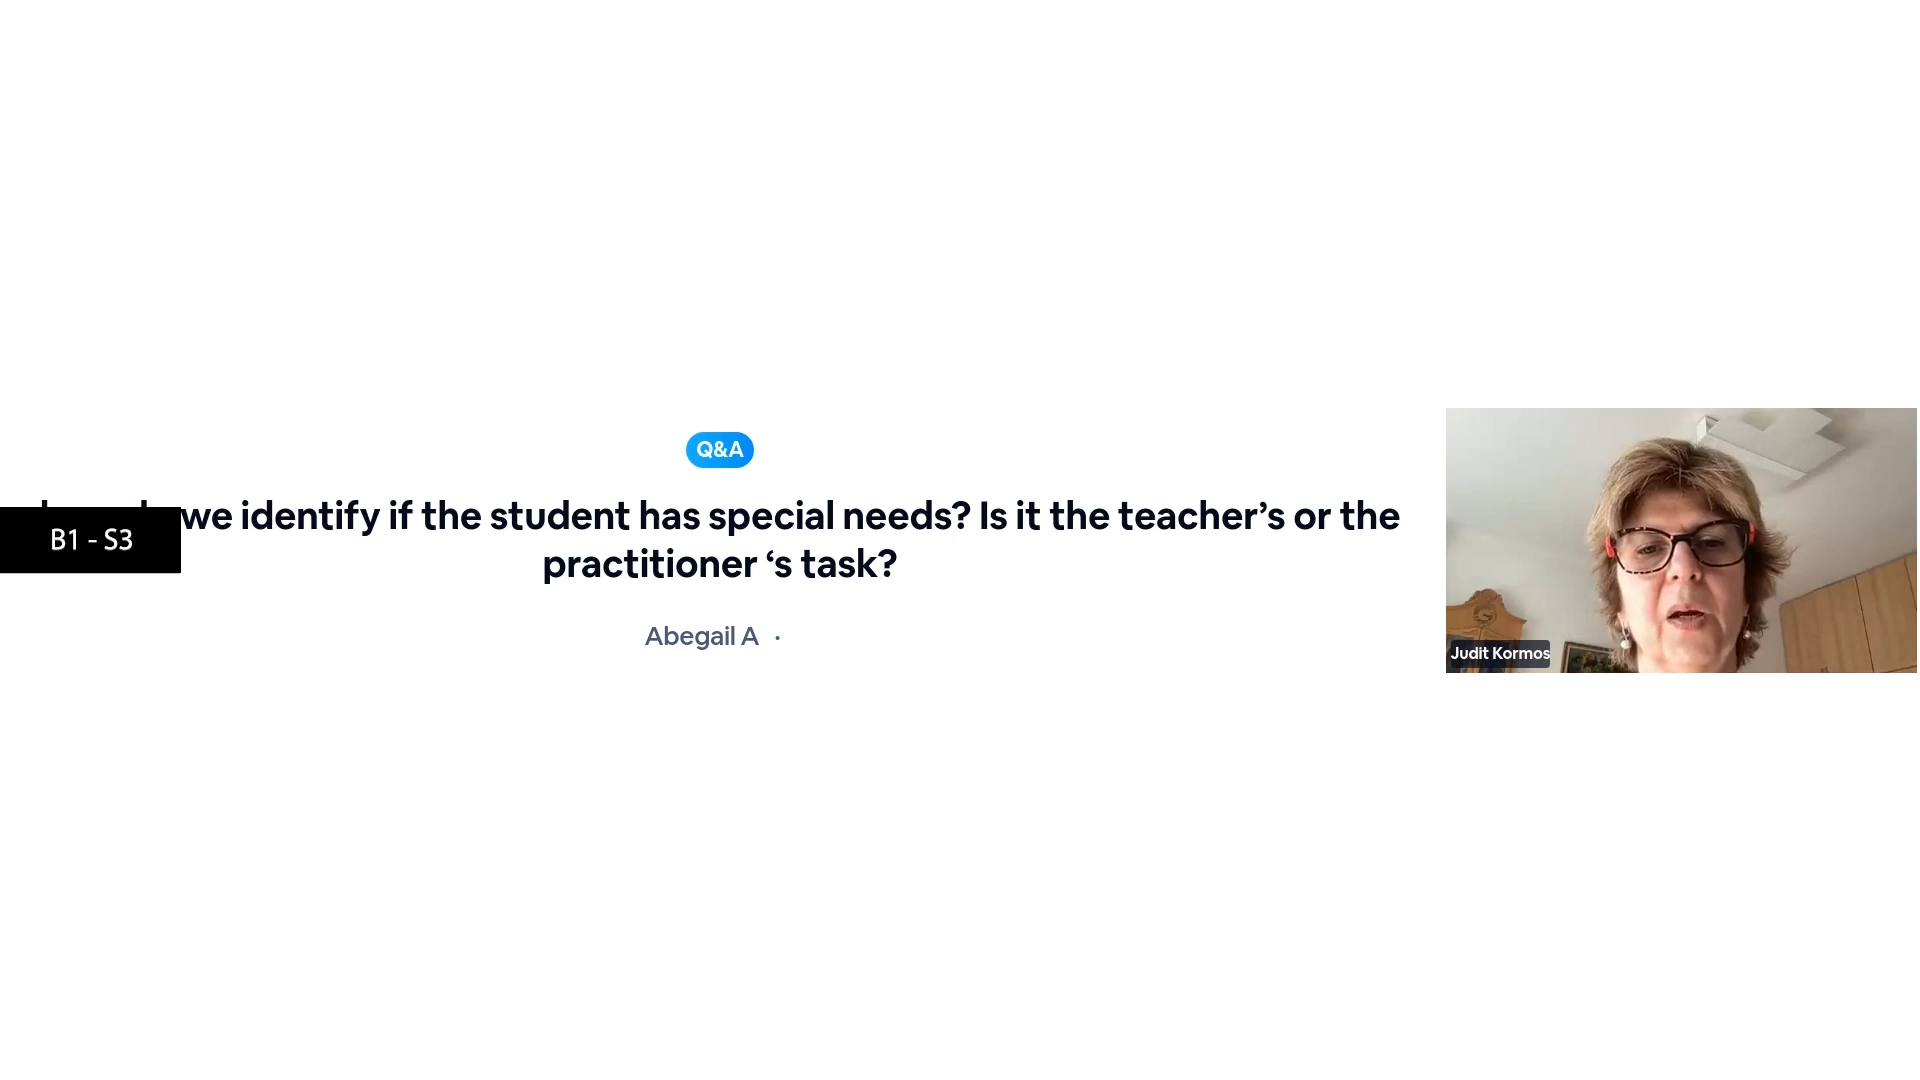 Q&A
we identify if the student has special needs? Is it the teacher’s or the
practitioner ‘s task?
B1 - S3
Abegail A ·
Judit Kormos